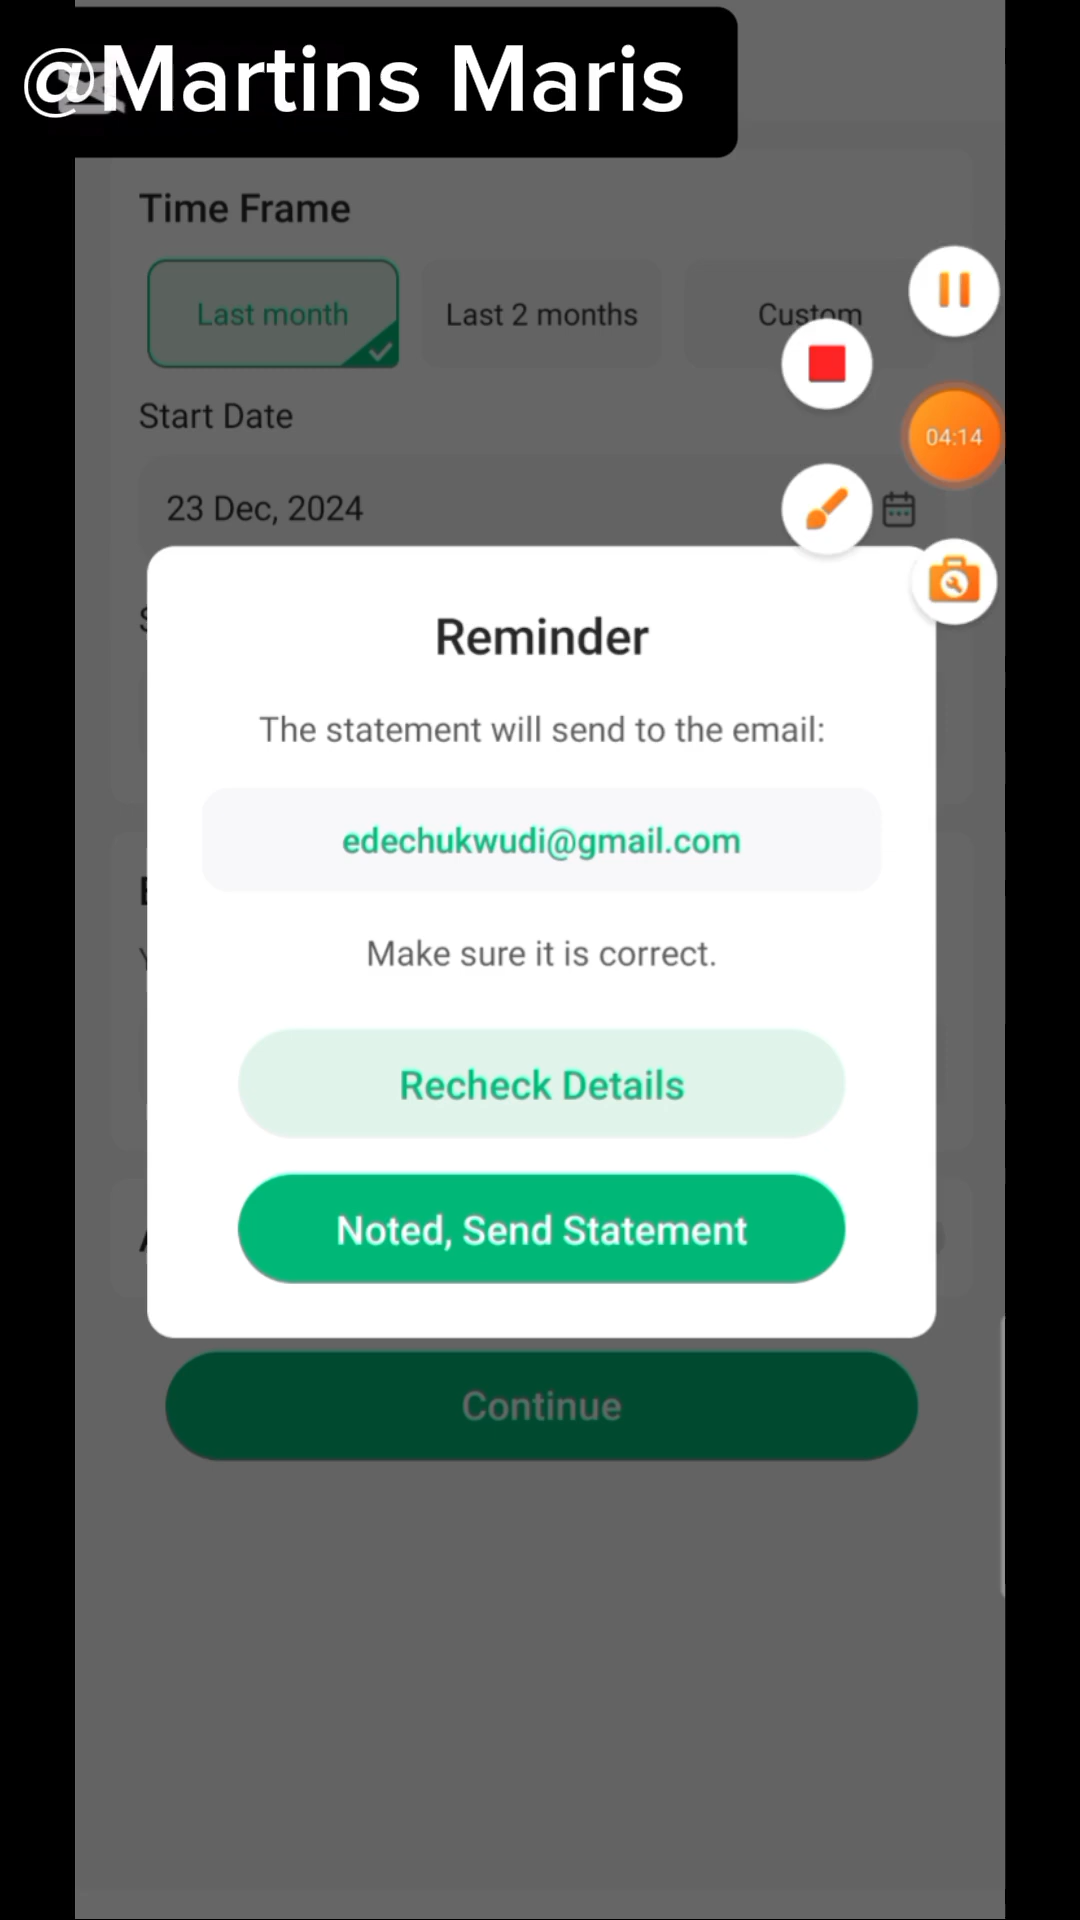 @Martins Maris
Time Frame
Last month
Last 2 months
Custom
Start Date
04:14
23 Dec, 2024
Reminder
The statement will send to the email:
edechukwudi@gmail.com
Make sure it is correct.
Recheck Details
Noted, Send Statement
Continue